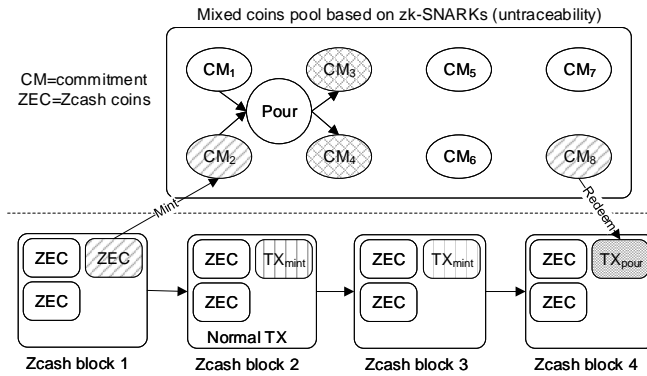 Mixed coins pool based on zk-SNARKs (untraceability)
CM=commitment
ZEC=Zcash coins
CM1
CM3
CM5
CM7
Pour
CM2
CM4
CM6
CM8
Mint
Redeem
ZEC ZEC
ZEC
ZEC TXmint
ZEC
Normal TX
ZEC TXmint
ZEC
ZEC TXpour
ZEC
Zcash block 1
Zcash block 2
Zcash block 3
Zcash block 4